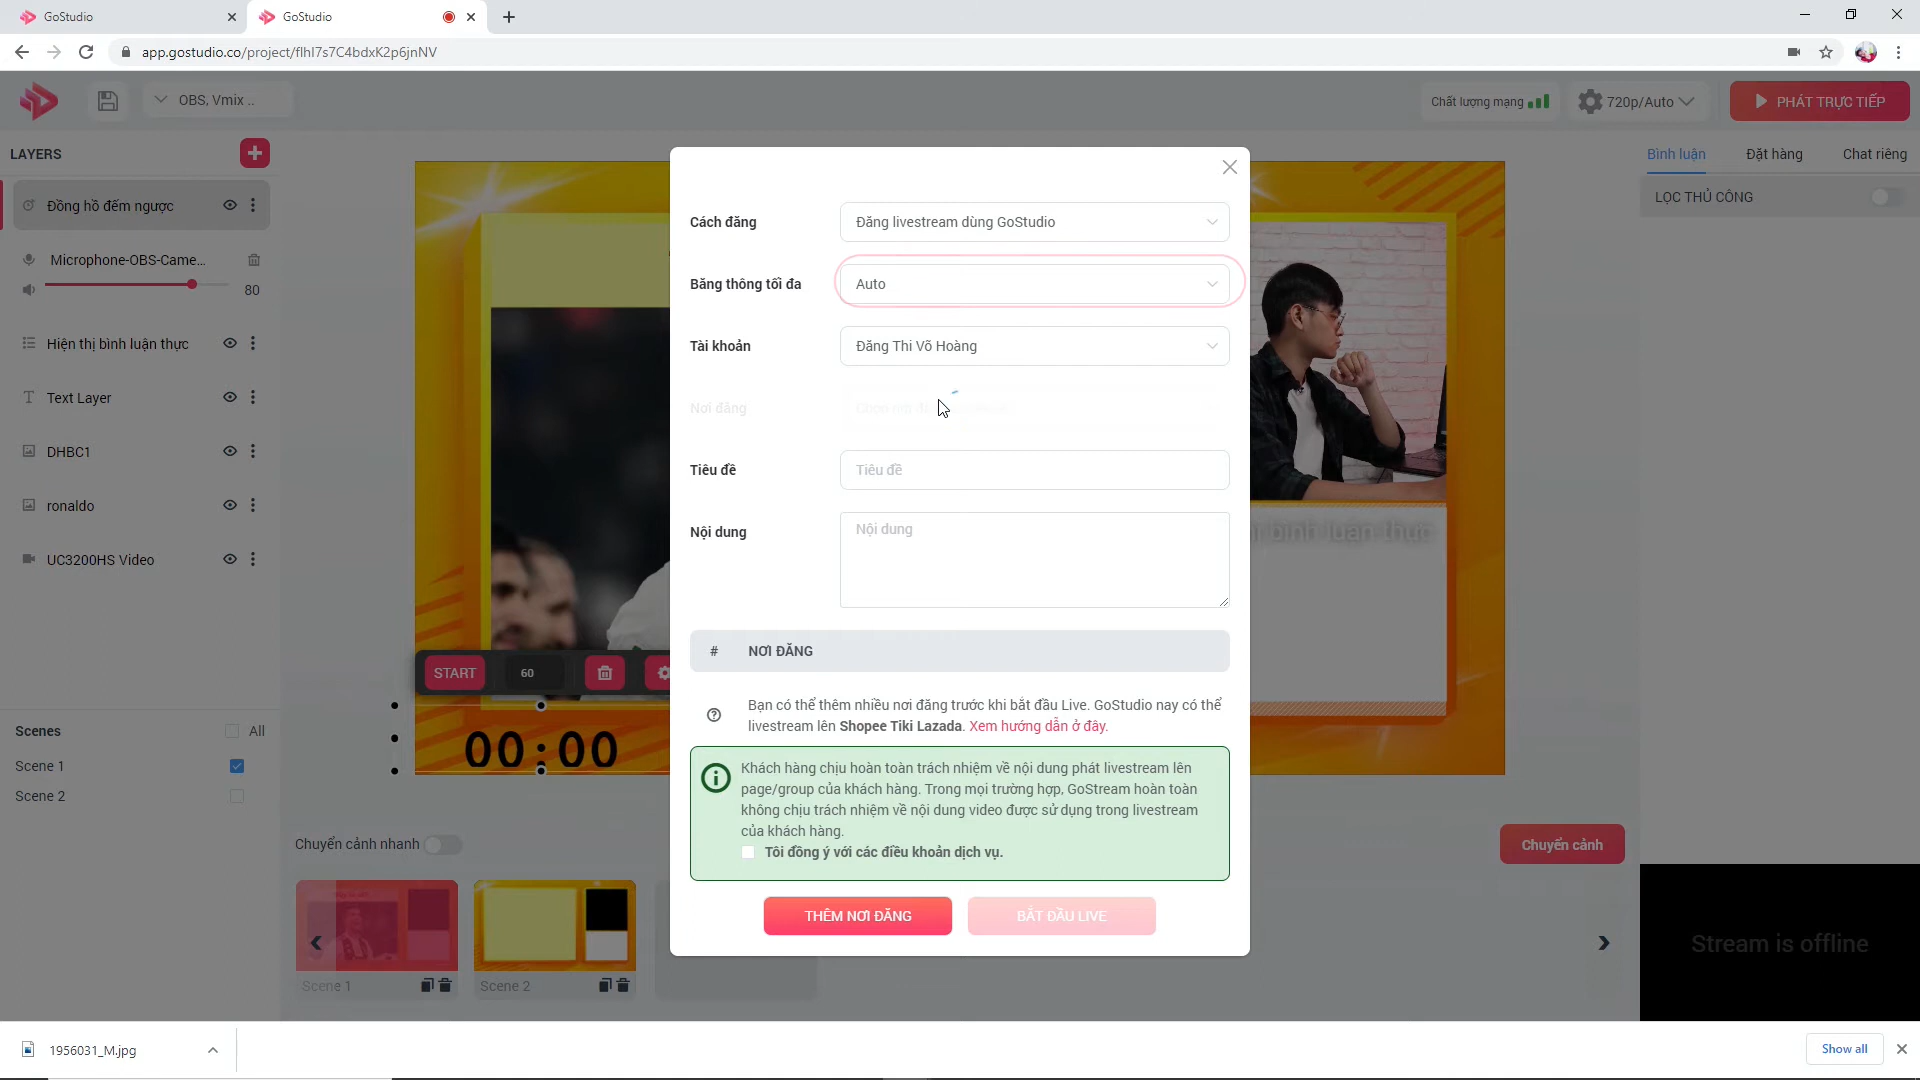 GoStudio
GoStudio
app.gostudio.co/project/flhI7s7C4bdxK2p6jnNV
OBS, Vmix ..
Chất lượng mạng
720p/Auto
PHÁT TRỰC TIẾP
LAYERS
Đồng hồ đếm ngược
Microphone-OBS-Came...
80
Hiện thị bình luận thực
Text Layer
DHBC1
ronaldo
UC3200HS Video
Scenes
All
Scene 1
Scene 2
START
60
00:00
Chuyển cảnh nhanh
Scene 1
Scene 2
Cách đăng
Đăng livestream dùng GoStudio
Băng thông tối đa
Auto
Tài khoản
Đăng Thi Võ Hoàng
Nơi đăng
Tiêu đề
Tiêu đề
Nội dung
Nội dung
#
NƠI ĐĂNG
Bạn có thể thêm nhiều nơi đăng trước khi bắt đầu Live. GoStudio nay có thể
livestream lên Shopee Tiki Lazada. Xem hướng dẫn ở đây.
Khách hàng chịu hoàn toàn trách nhiệm về nội dung phát livestream lên
page/group của khách hàng. Trong mọi trường hợp, GoStream hoàn toàn
không chịu trách nhiệm về nội dung video được sử dụng trong livestream
của khách hàng.
Tôi đồng ý với các điều khoản dịch vụ.
THÊM NƠI ĐĂNG
BẮT ĐẦU LIVE
bình luận thực
Bình luận
Đặt hàng
Chat riêng
LỌC THỦ CÔNG
Chuyển cảnh
Stream is offline
1956031_M.jpg
Show all